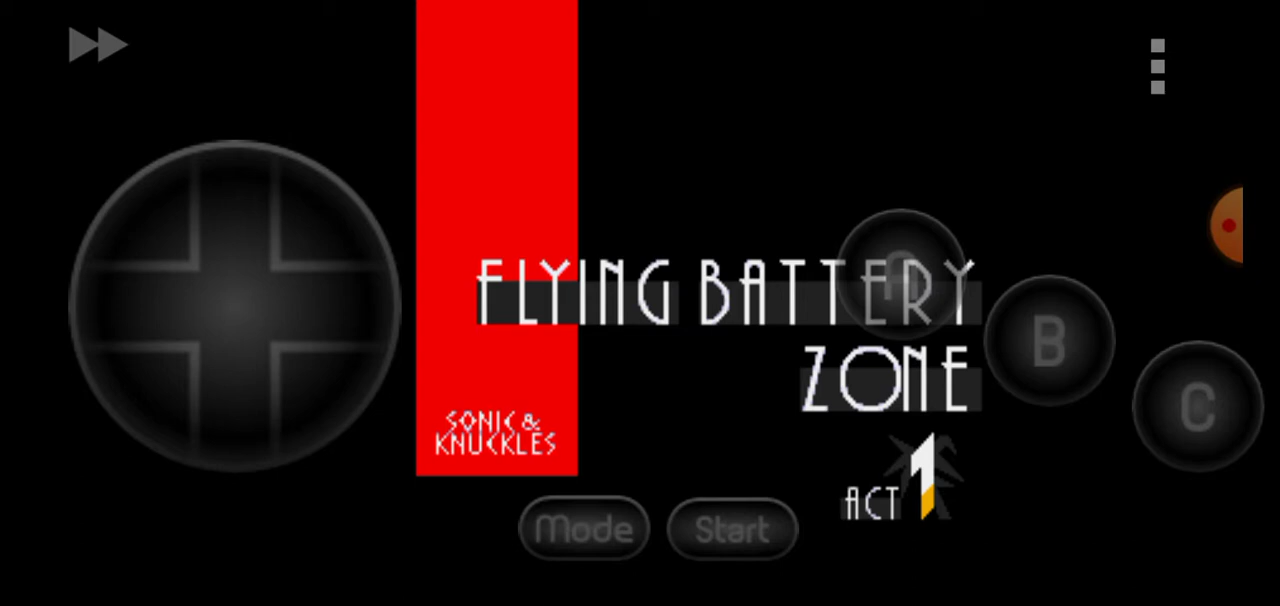 FLYING BATTERY
ZONE
SONIC &
KNUCKLES
ACT 1
A
B
C
Mode
Start